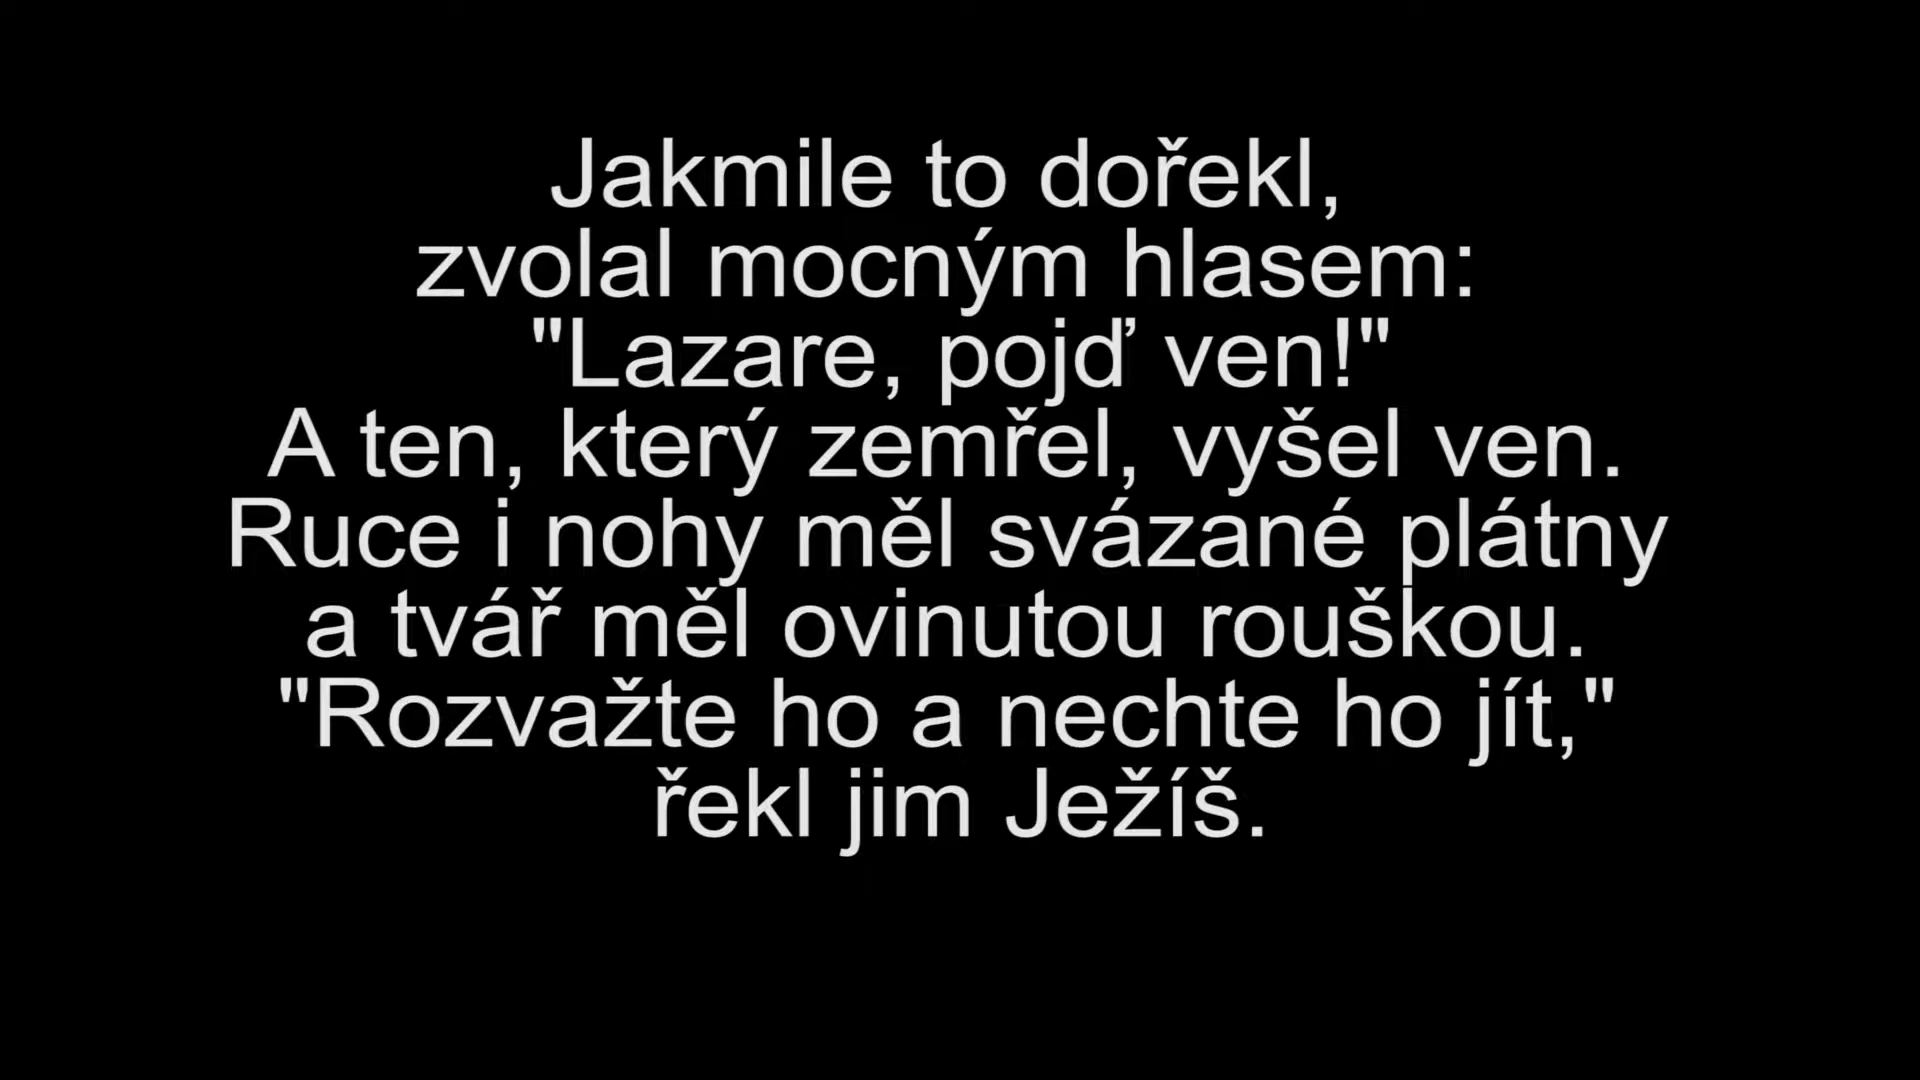 Jakmile to dořekl,
zvolal mocným hlasem:
"Lazare, pojď ven!"
A ten, který zemřel, vyšel ven.
Ruce i nohy měl svázané plátny
a tvář měl ovinutou rouškou.
"Rozvažte ho a nechte ho jít,"
řekl jim Ježíš.